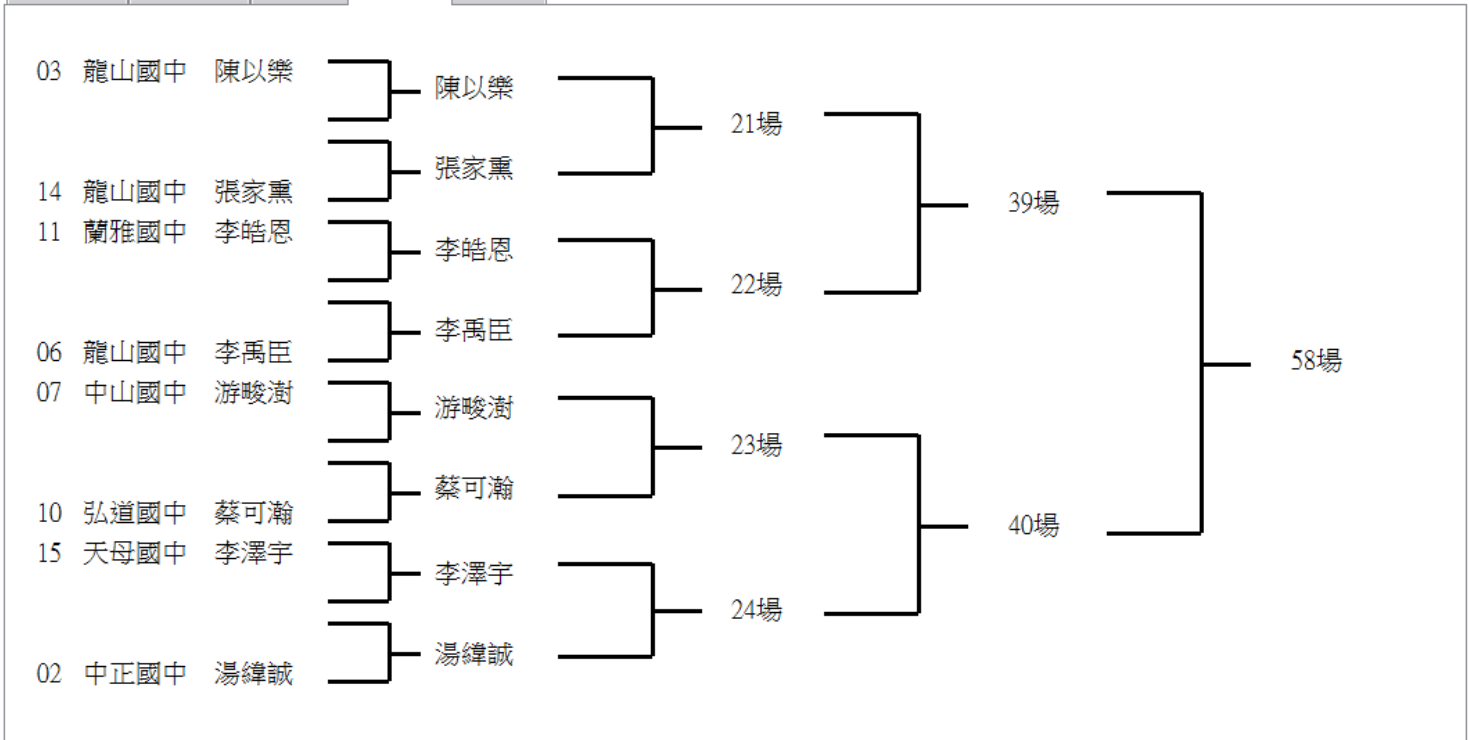 03 龍山國中 陳以樂
陳以樂
21場
張家熏
14 龍山國中 張家熏
39場
11 蘭雅國中 李皓恩
李皓恩
22場
李禹臣
06 龍山國中 李禹臣
58場
07 中山國中 游畯澍
游畯澍
23場
蔡可瀚
10 弘道國中 蔡可瀚
40場
15 天母國中 李澤宇
李澤宇
24場
湯緯誠
02 中正國中 湯緯誠